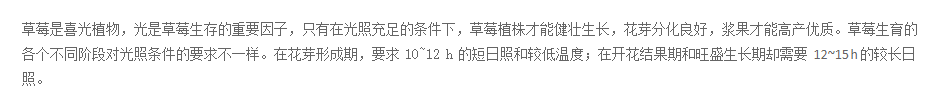 草莓是喜光植物，光是草莓生存的重要因子，只有在光照充足的条件下，草莓植株才能健壮生长，花芽分化良好，浆果才能高产优质。草莓生育的
各个不同阶段对光照条件的要求不一样。在花芽形成期，要求 10~12 h 的短日照和较低温度；在开花结果期和旺盛生长期却需要 12~15h的较长日
照。